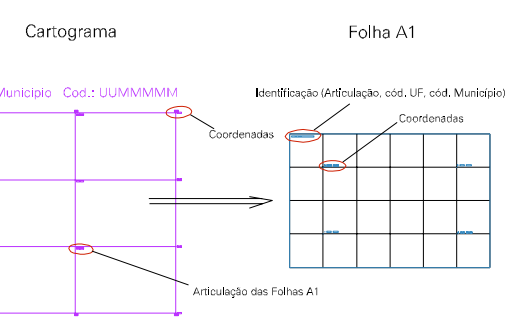 Cartograma
Folha A1
Municipio Cod.: UUMMMMM
Identificação (Articulação, cód. UF, cód. Município)
Coordenadas
Coordenadas
Articulação das Folhas A1